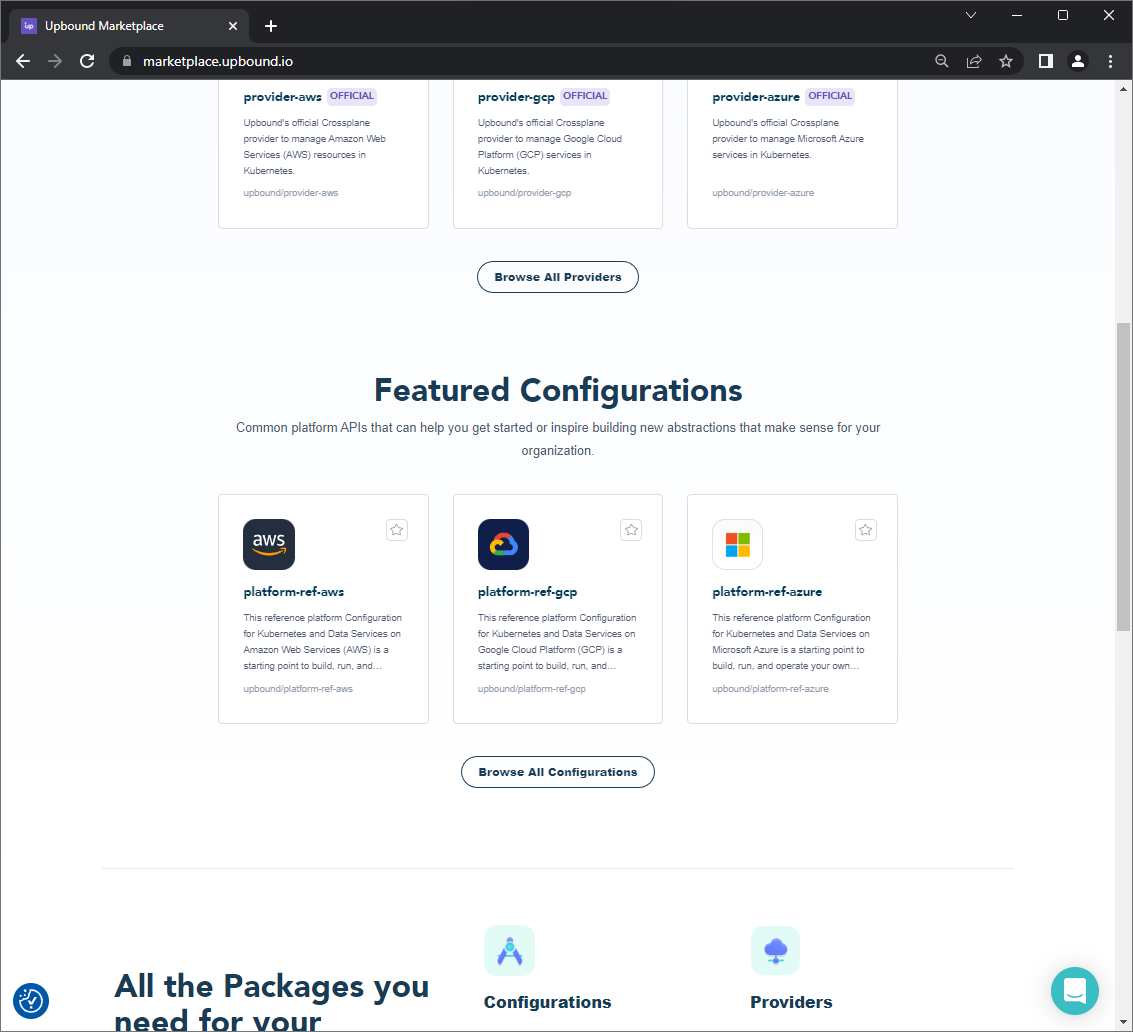 up Upbound Marketplace
marketplace.upbound.io
provider-aws OFFICIAL
Upbound's official Crossplane
provider to manage Amazon Web
Services (AWS) resources in
Kubernetes.
upbound/provider-aws
provider-gcp OFFICIAL
Upbound's official Crossplane
provider to manage Google Cloud
Platform (GCP) services in
Kubernetes.
upbound/provider-gcp
provider-azure OFFICIAL
Upbound's official Crossplane
provider to manage Microsoft Azure
services in Kubernetes.
upbound/provider-azure
Browse All Providers
Featured Configurations
Common platform APIs that can help you get started or inspire building new abstractions that make sense for your
organization.
aws
platform-ref-aws
This reference platform Configuration
for Kubernetes and Data Services on
Amazon Web Services (AWS) is a
starting point to build, run, and...
upbound/platform-ref-aws
platform-ref-gcp
This reference platform Configuration
for Kubernetes and Data Services on
Google Cloud Platform (GCP) is a
starting point to build, run, and...
upbound/platform-ref-gcp
platform-ref-azure
This reference platform Configuration
for Kubernetes and Data Services on
Microsoft Azure is a starting point to
build, run, and operate your own...
upbound/platform-ref-azure
Browse All Configurations
All the Packages you
need for your
Configurations
Providers